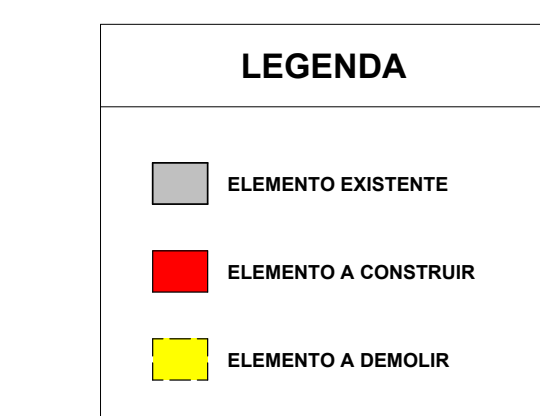 LEGENDA
ELEMENTO EXISTENTE
ELEMENTO A CONSTRUIR
ELEMENTO A DEMOLIR